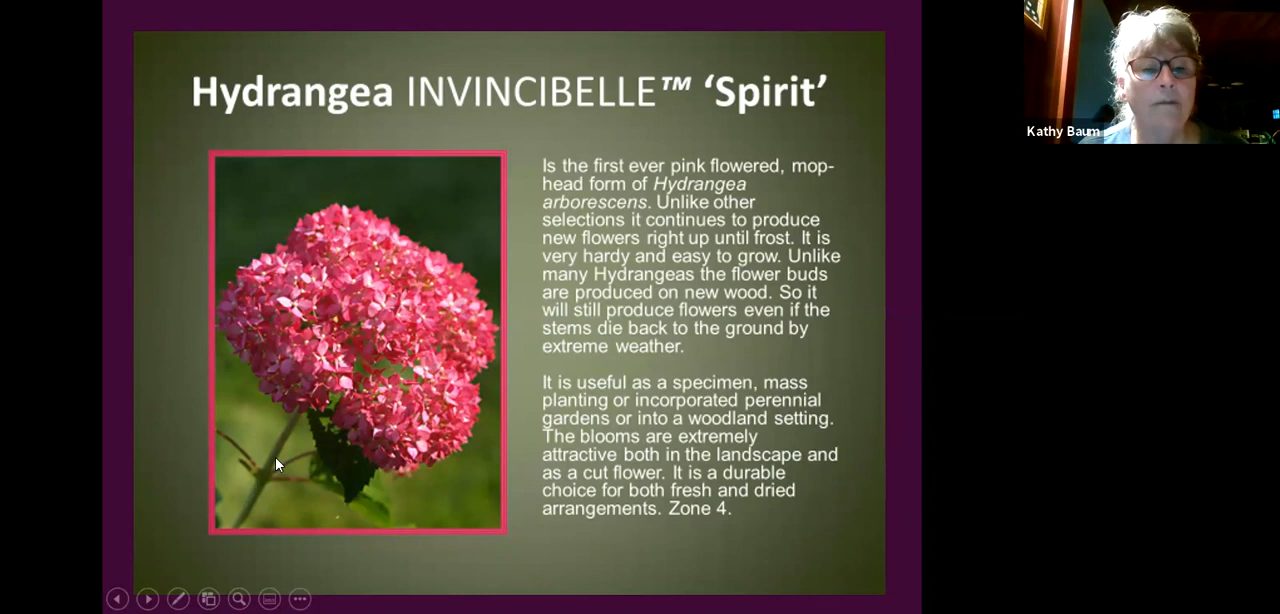 Hydrangea INVINCIBELLE™ ‘Spirit’
Is the first ever pink flowered, mop-
head form of Hydrangea
arborescens. Unlike other
selections it continues to produce
new flowers right up until frost. It is
very hardy and easy to grow. Unlike
many Hydrangeas the flower buds
are produced on new wood. So it
will still produce flowers even if the
stems die back to the ground by
extreme weather.
It is useful as a specimen, mass
planting or incorporated perennial
gardens or into a woodland setting.
The blooms are extremely
attractive both in the landscape and
as a cut flower. It is a durable
choice for both fresh and dried
arrangements. Zone 4.
Kathy Baum